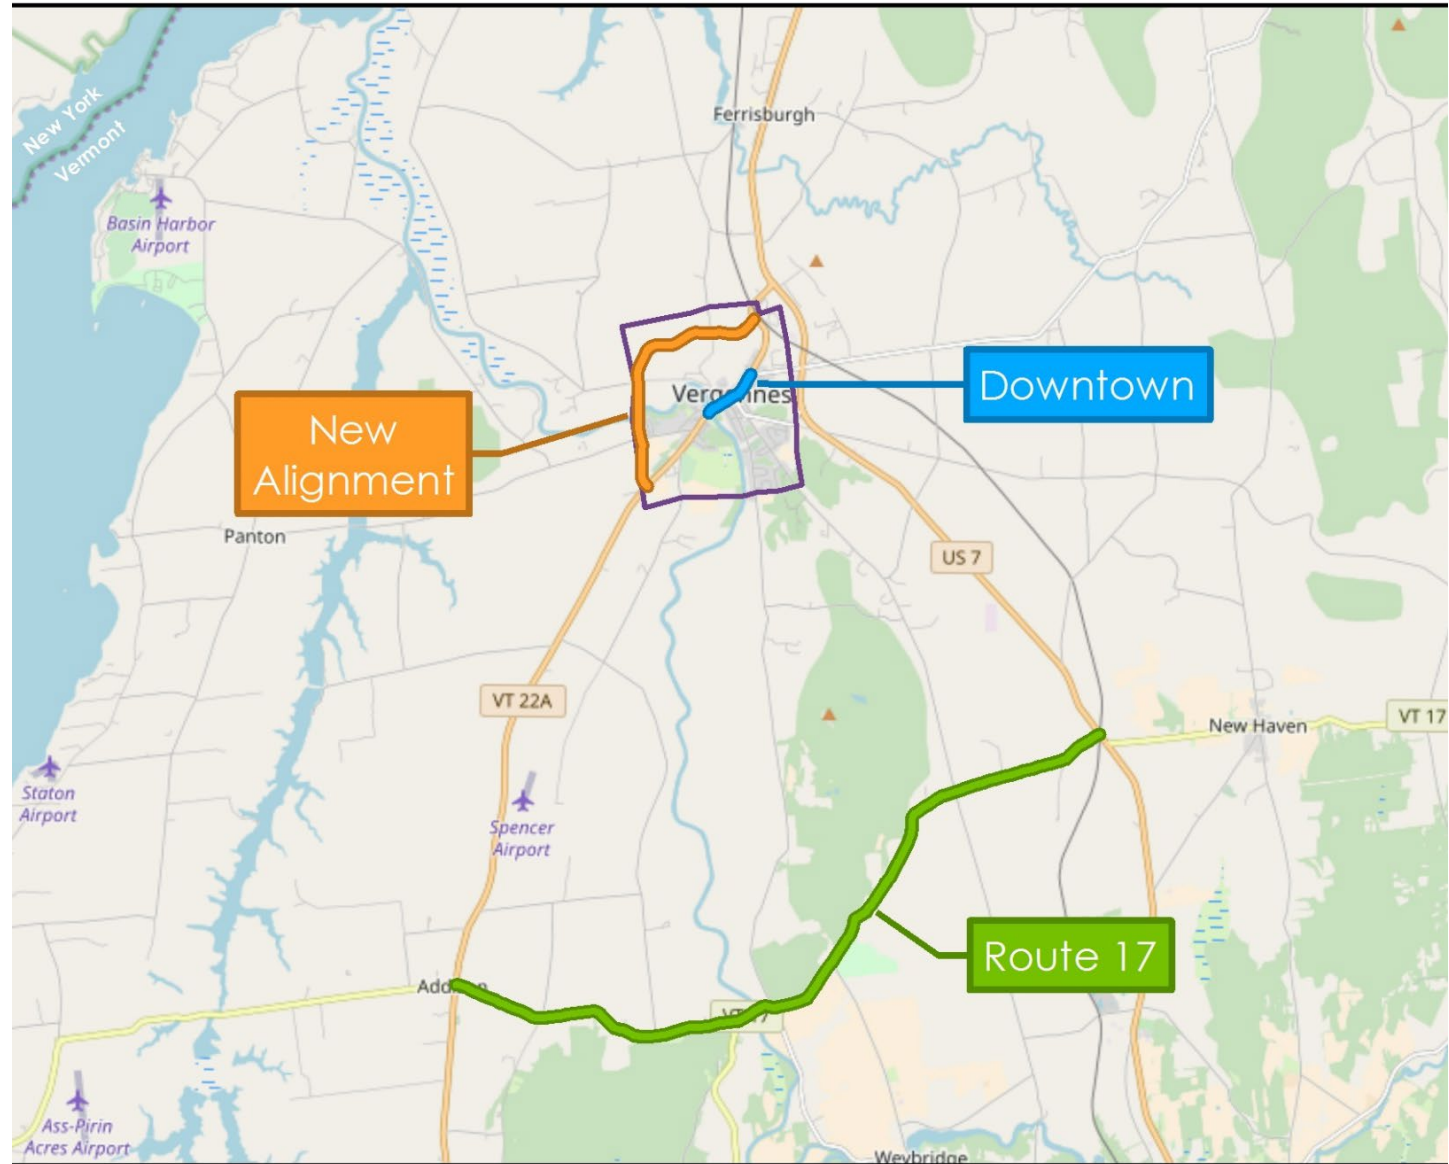 New York
Vermont
Ferrisburgh
Basin Harbor
Airport
Downtown
New
Alignment
Panton
US 7
VT 22A
New Haven
VT 17
Staton
Airport
Spencer
Airport
Route 17
Ass-Pirin
Acres Airport
Weybridge